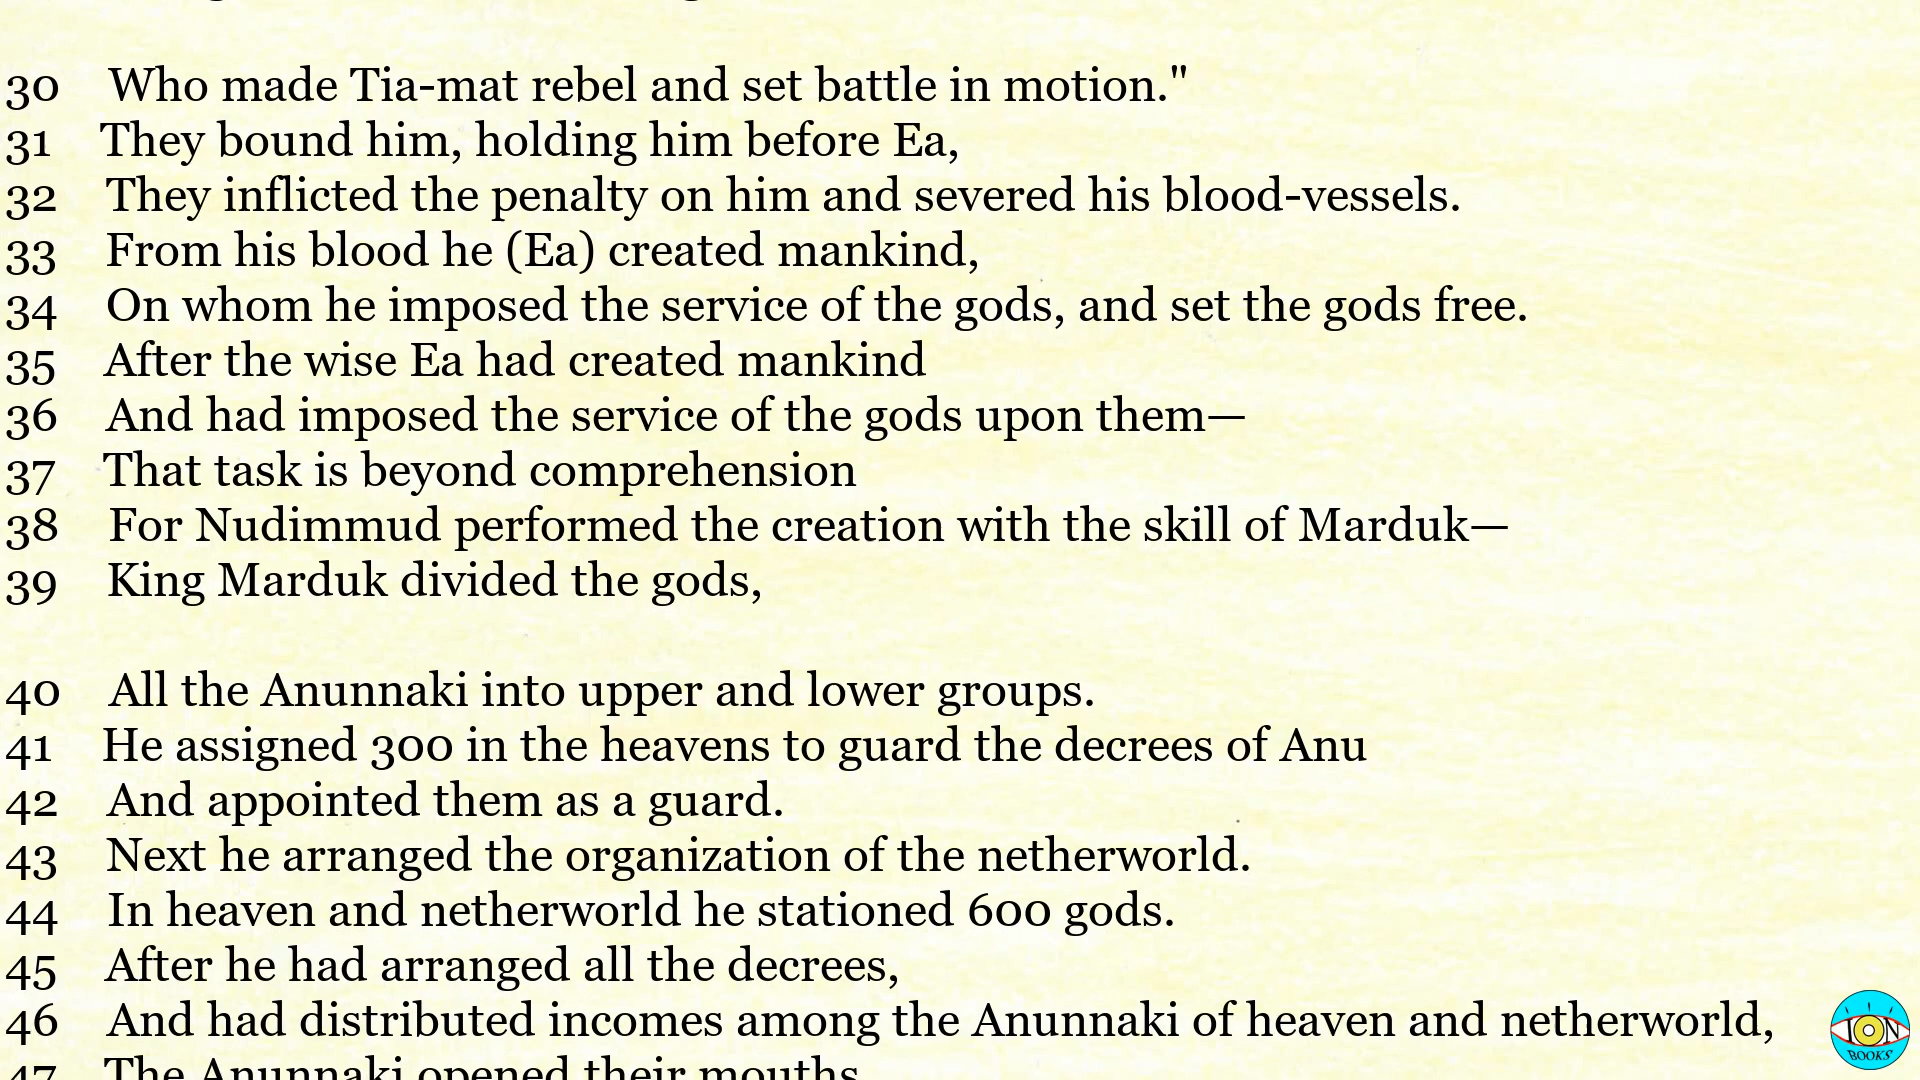 30 Who made Tia-mat rebel and set battle in motion."
31 They bound him, holding him before Ea,
32 They inflicted the penalty on him and severed his blood-vessels.
33 From his blood he (Ea) created mankind,
34 On whom he imposed the service of the gods, and set the gods free.
35 After the wise Ea had created mankind
36 And had imposed the service of the gods upon them—
37 That task is beyond comprehension
38 For Nudimmud performed the creation with the skill of Marduk—
39 King Marduk divided the gods,
40 All the Anunnaki into upper and lower groups.
41 He assigned 300 in the heavens to guard the decrees of Anu
42 And appointed them as a guard.
43 Next he arranged the organization of the netherworld.
44 In heaven and netherworld he stationed 600 gods.
45 After he had arranged all the decrees,
46 And had distributed incomes among the Anunnaki of heaven and netherworld,
47 The Anunnaki opened their mouths
ION
BOOKS